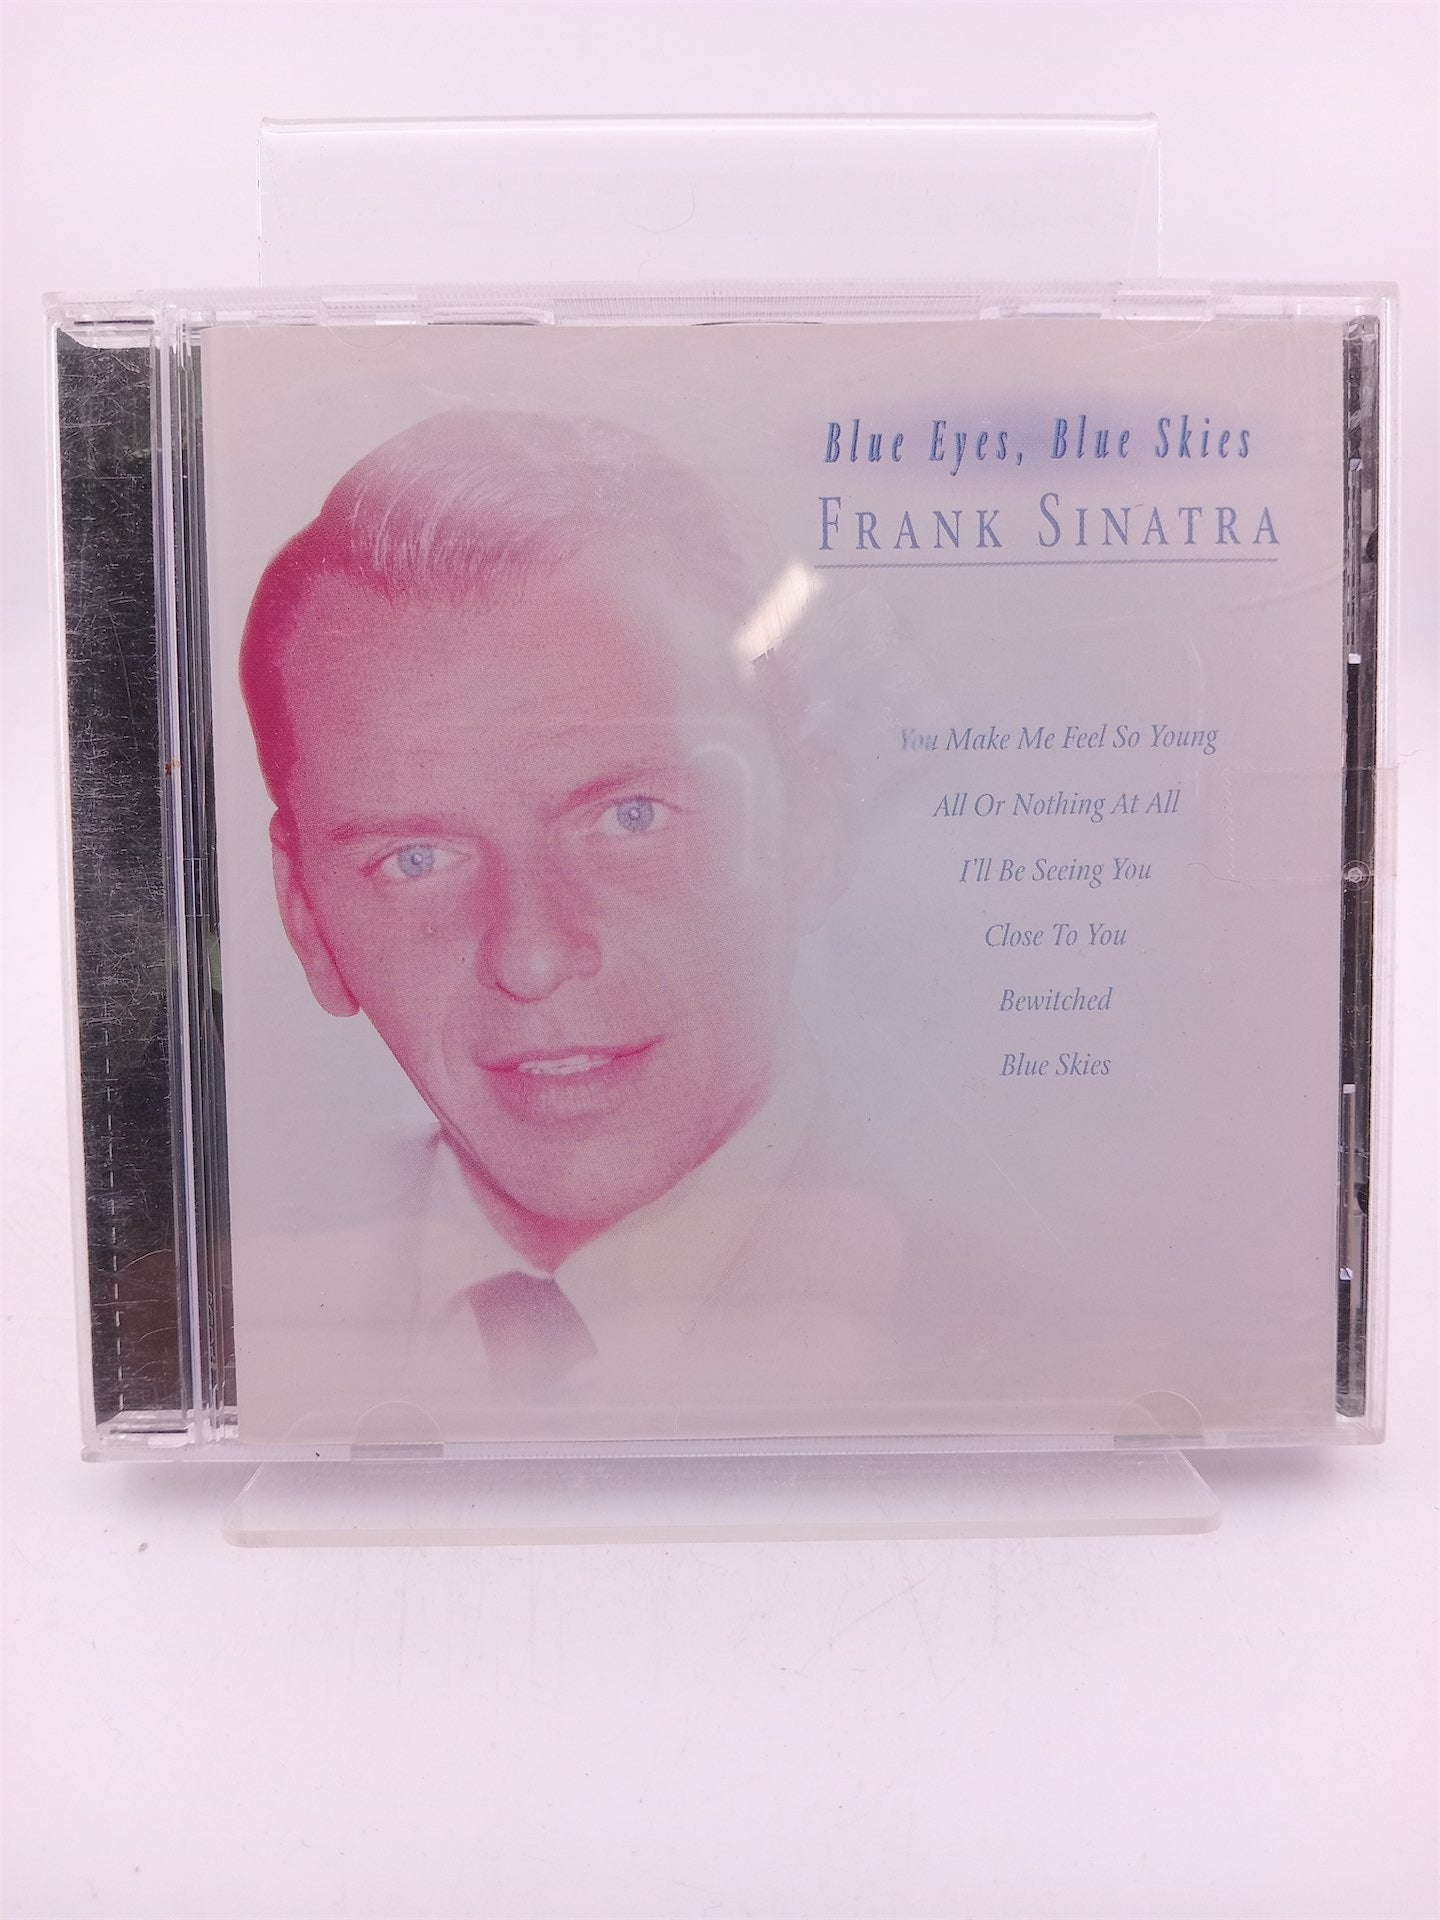 Blue Eyes, Blue Skies
FRANK SINATRA
You Make Me Feel So Young
All Or Nothing At All
I'll Be Seeing You
Close To You
Bewitched
Blue Skies